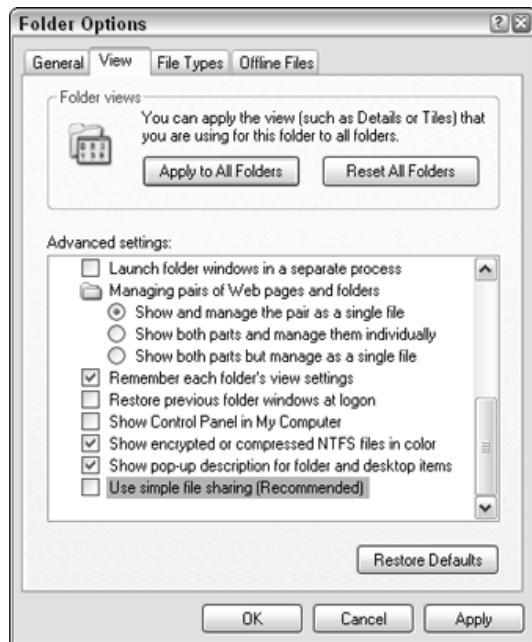 Folder Options
General View File Types Offline Files
Folder views
You can apply the view (such as Details or Tiles) that
you are using for this folder to all folders.
Apply to All Folders Reset All Folders
Advanced settings:
Launch folder windows in a separate process
Managing pairs of Web pages and folders
Show and manage the pair as a single file
Show both parts and manage them individually
Show both parts but manage as a single file
Remember each folder's view settings
Restore previous folder windows at logon
Show Control Panel in My Computer
Show encrypted or compressed NTFS files in color
Show pop-up description for folder and desktop items
Use simple file sharing (Recommended)
Restore Defaults
OK Cancel Apply